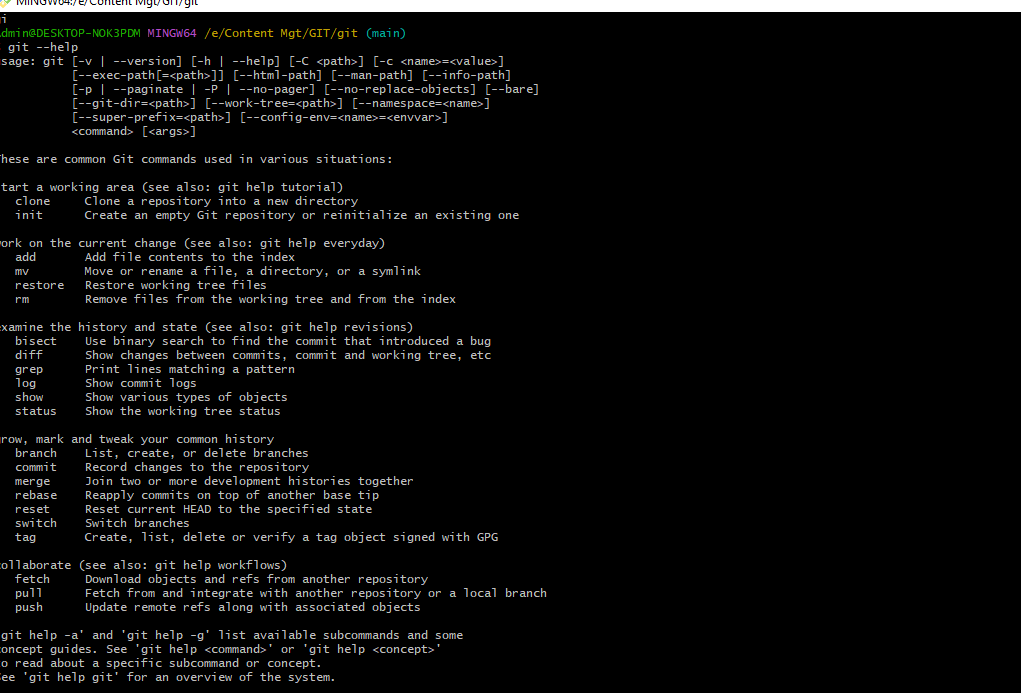 MINGW64:/e/Content Mgt/GIT/git
gi
dmin@DESKTOP-NOK3PDM MINGW64 /e/Content Mgt/GIT/git (main)
git --help
sage: git [-v | --version] [-h | --help] [-C <path>] [-c <name>=<value>]
[--exec-path[=<path>]] [--html-path] [--man-path] [--info-path]
[-p | --paginate | -P | --no-pager] [--no-replace-objects] [--bare]
[--git-dir=<path>] [--work-tree=<path>] [--namespace=<name>]
[--super-prefix=<path>] [--config-env=<name>=<envvar>]
<command> [<args>]
hese are common Git commands used in various situations:
tart a working area (see also: git help tutorial)
clone Clone a repository into a new directory
init Create an empty Git repository or reinitialize an existing one
ork on the current change (see also: git help everyday)
add Add file contents to the index
mv Move or rename a file, a directory, or a symlink
restore Restore working tree files
rm Remove files from the working tree and from the index
examine the history and state (see also: git help revisions)
bisect Use binary search to find the commit that introduced a bug
diff Show changes between commits, commit and working tree, etc
grep Print lines matching a pattern
log Show commit logs
show Show various types of objects
status Show the working tree status
row, mark and tweak your common history
branch List, create, or delete branches
commit Record changes to the repository
merge Join two or more development histories together
rebase Reapply commits on top of another base tip
reset Reset current HEAD to the specified state
switch Switch branches
tag Create, list, delete or verify a tag object signed with GPG
collaborate (see also: git help workflows)
fetch Download objects and refs from another repository
pull Fetch from and integrate with another repository or a local branch
push Update remote refs along with associated objects
git help -a' and 'git help -g' list available subcommands and some
concept guides. See 'git help <command>' or 'git help <concept>'
o read about a specific subcommand or concept.
See 'git help git' for an overview of the system.